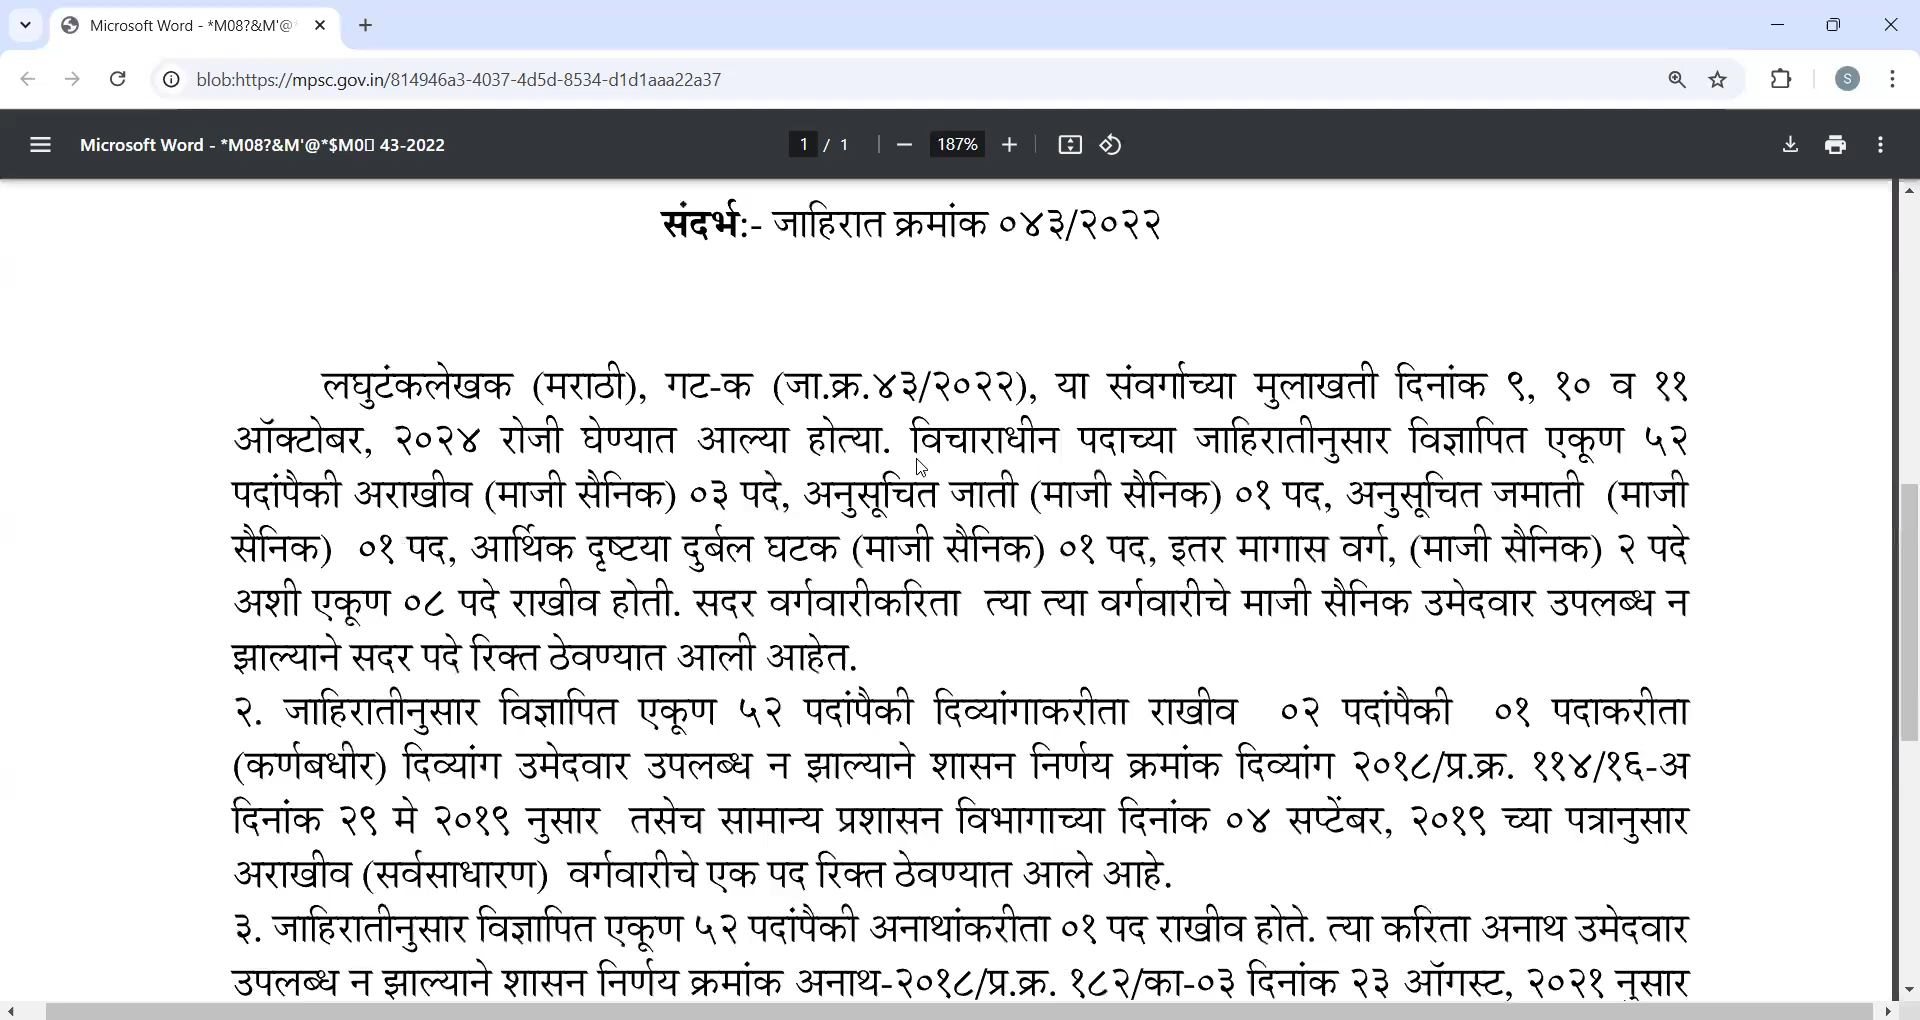 Microsoft Word - *M08?&M'@
blob:https://mpsc.gov.in/814946a3-4037-4d5d-8534-d1d1aaa22a37
S
Microsoft Word - *M08?&M'@*$M0▯ 43-2022
1 / 1
187%
संदर्भ:- जाहिरात क्रमांक ०४३/२०२२
लघुटंकलेखक (मराठी), गट-क (जा.क्र.४३/२०२२), या संवर्गाच्या मुलाखती दिनांक ९, १० व ११
ऑक्टोबर, २०२४ रोजी घेण्यात आल्या होत्या. विचाराधीन पदाच्या जाहिरातीनुसार विज्ञापित एकूण ५२
पदांपैकी अराखीव (माजी सैनिक) ०३ पदे, अनुसूचित जाती (माजी सैनिक) ०१ पद, अनुसूचित जमाती (माजी
सैनिक) ०१ पद, आर्थिक दृष्टया दुर्बल घटक (माजी सैनिक) ०१ पद, इतर मागास वर्ग, (माजी सैनिक) २ पदे
अशी एकूण ०८ पदे राखीव होती. सदर वर्गवारीकरिता त्या त्या वर्गवारीचे माजी सैनिक उमेदवार उपलब्ध न
झाल्याने सदर पदे रिक्त ठेवण्यात आली आहेत.
२. जाहिरातीनुसार विज्ञापित एकूण ५२ पदांपैकी दिव्यांगाकरीता राखीव ०२ पदांपैकी ०१ पदाकरीता
(कर्णबधीर) दिव्यांग उमेदवार उपलब्ध न झाल्याने शासन निर्णय क्रमांक दिव्यांग २०१८/प्र.क्र. ११४/१६-अ
दिनांक २९ मे २०१९ नुसार तसेच सामान्य प्रशासन विभागाच्या दिनांक ०४ सप्टेंबर, २०१९ च्या पत्रानुसार
अराखीव (सर्वसाधारण) वर्गवारीचे एक पद रिक्त ठेवण्यात आले आहे.
३. जाहिरातीनुसार विज्ञापित एकूण ५२ पदांपैकी अनाथांकरीता ०१ पद राखीव होते. त्या करिता अनाथ उमेदवार
उपलब्ध न झाल्याने शासन निर्णय क्रमांक अनाथ-२०१८/प्र.क्र. १८२/का-०३ दिनांक २३ ऑगस्ट, २०२१ नुसार